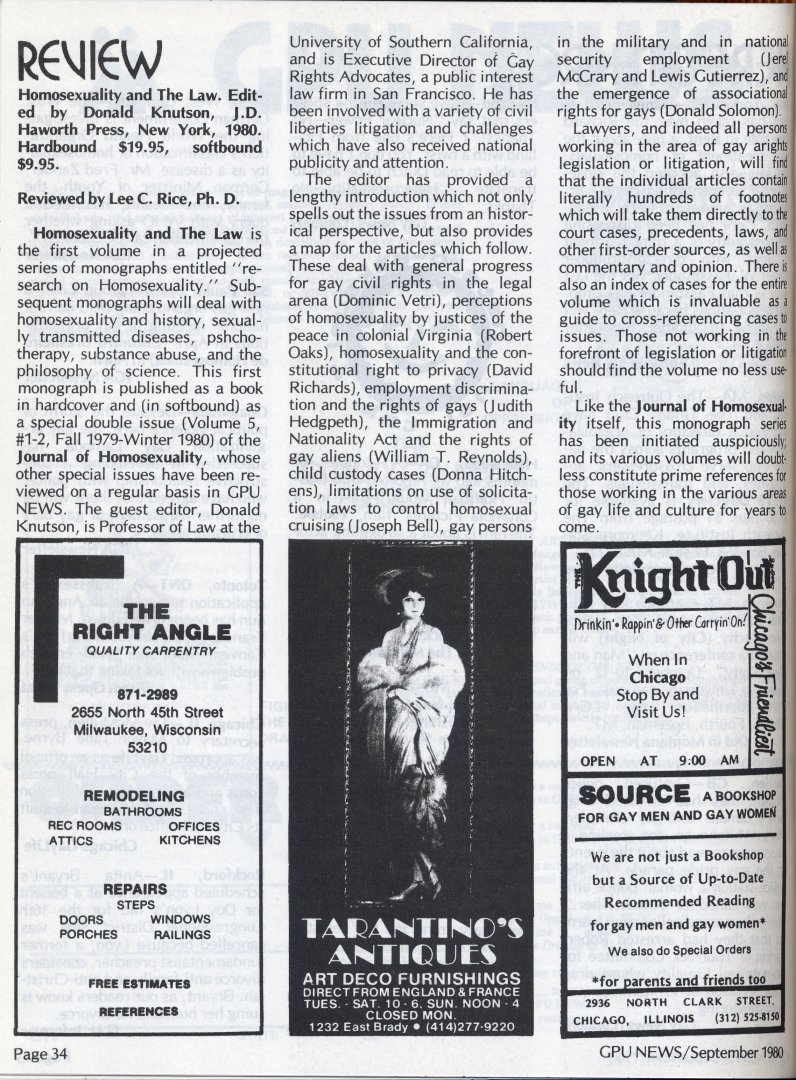 REVIEW
Homosexuality and The Law. Edit-
ed by Donald Knutson, J.D.
Haworth Press, New York, 1980.
Hardbound $19.95, softbound
$9.95.
Reviewed by Lee C. Rice, Ph. D.
Homosexuality and The Law is
the first volume in a projected
series of monographs entitled "re-
search on Homosexuality." Sub-
sequent monographs will deal with
homosexuality and history, sexual-
ly transmitted diseases, pshcho-
therapy, substance abuse, and the
philosophy of science. This first
monograph is published as a book
in hardcover and (in softbound) as
a special double issue (Volume 5,
#1-2, Fall 1979-Winter 1980) of the
Journal of Homosexuality, whose
other special issues have been re-
viewed on a regular basis in GPU
NEWS. The guest editor, Donald
Knutson, is Professor of Law at the
University of Southern California,
and is Executive Director of Gay
Rights Advocates, a public interest
law firm in San Francisco. He has
been involved with a variety of civil
liberties litigation and challenges
which have also received national
publicity and attention.
The editor has provided a
lengthy introduction which not only
spells out the issues from an histor-
ical perspective, but also provides
a map for the articles which follow.
These deal with general progress
for gay civil rights in the legal
arena (Dominic Vetri), perceptions
of homosexuality by justices of the
peace in colonial Virginia (Robert
Oaks), homosexuality and the con-
stitutional right to privacy (David
Richards), employment discrimina-
tion and the rights of gays (Judith
Hedgpeth), the Immigration and
Nationality Act and the rights of
gay aliens (William T. Reynolds),
child custody cases (Donna Hitch-
ens), limitations on use of solicita-
tion laws to control homosexual
cruising (Joseph Bell), gay persons
in the military and in national
security employment (Jerel
McCrary and Lewis Gutierrez), and
the emergence of associational
rights for gays (Donald Solomon).
Lawyers, and indeed all persons
working in the area of gay arights
legislation or litigation, will find
that the individual articles contain
literally hundreds of footnotes
which will take them directly to the
court cases, precedents, laws, and
other first-order sources, as well as
commentary and opinion. There is
also an index of cases for the entire
volume which is invaluable as a
guide to cross-referencing cases to
issues. Those not working in the
forefront of legislation or litigation
should find the volume no less use-
ful.
Like the Journal of Homosexual-
ity itself, this monograph series
has been initiated auspiciously;
and its various volumes will doubt-
less constitute prime references for
those working in the various areas
of gay life and culture for years to
come.
THE
RIGHT ANGLE
QUALITY CARPENTRY
871-2989
2655 North 45th Street
Milwaukee, Wisconsin
53210
REMODELING
BATHROOMS
REC ROOMS OFFICES
ATTICS KITCHENS
REPAIRS
STEPS
DOORS WINDOWS
PORCHES RAILINGS
FREE ESTIMATES
REFERENCES
TARANTINO'S
ANTIQUES
ART DECO FURNISHINGS
DIRECT FROM ENGLAND & FRANCE
TUES. - SAT. 10 - 6. SUN. NOON - 4
CLOSED MON.
1232 East Brady • (414)277-9220
THE Knight Out
Drinkin' • Rappin' & Other Carryin' On!
Chicago's Friendliest
When In
Chicago
Stop By and
Visit Us!
OPEN AT 9:00 AM
SOURCE A BOOKSHOP
FOR GAY MEN AND GAY WOMEN
We are not just a Bookshop
but a Source of Up-to-Date
Recommended Reading
for gay men and gay women*
We also do Special Orders
*for parents and friends too
2936 NORTH CLARK STREET,
CHICAGO, ILLINOIS (312) 525-8150
Page 34
GPU NEWS/September 1980